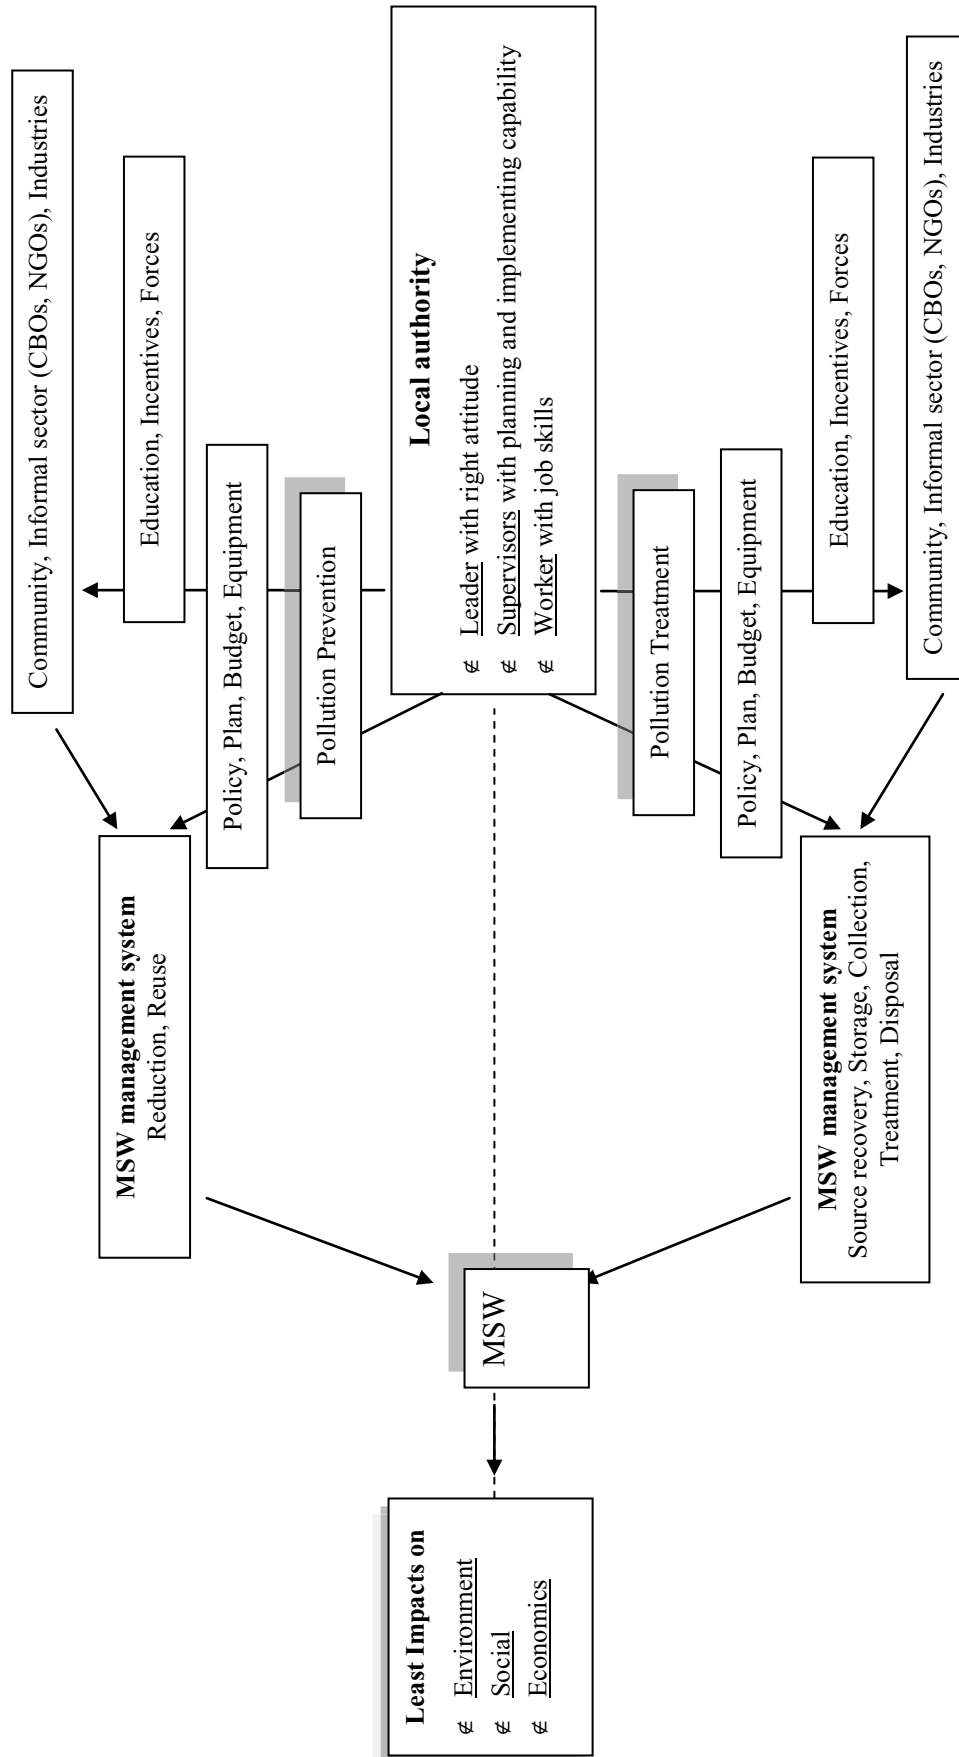 Community, Informal sector (CBOs, NGOs), Industries
Education, Incentives, Forces
Policy, Plan, Budget, Equipment
Pollution Prevention
MSW management system
Reduction, Reuse
Local authority
∉ Leader with right attitude
∉ Supervisors with planning and implementing capability
∉ Worker with job skills
MSW
Least Impacts on
∉ Environment
∉ Social
∉ Economics
Pollution Treatment
Policy, Plan, Budget, Equipment
Education, Incentives, Forces
Community, Informal sector (CBOs, NGOs), Industries
MSW management system
Source recovery, Storage, Collection,
Treatment, Disposal